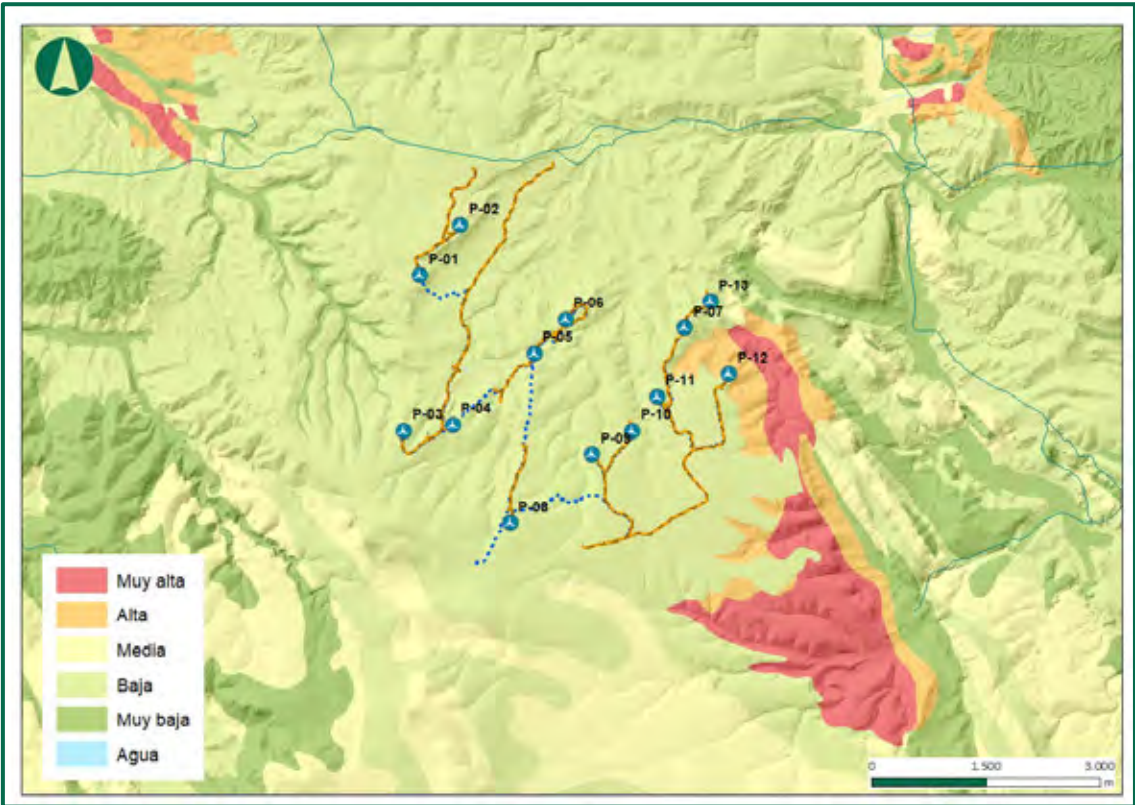 P-02
P-01
P-13
P-06
P-07
P-05
P-12
P-11
P-03
P-04
P-10
P-09
P-08
Muy alta
Alta
Media
Baja
Muy baja
Agua
0 1.500 3.000
m